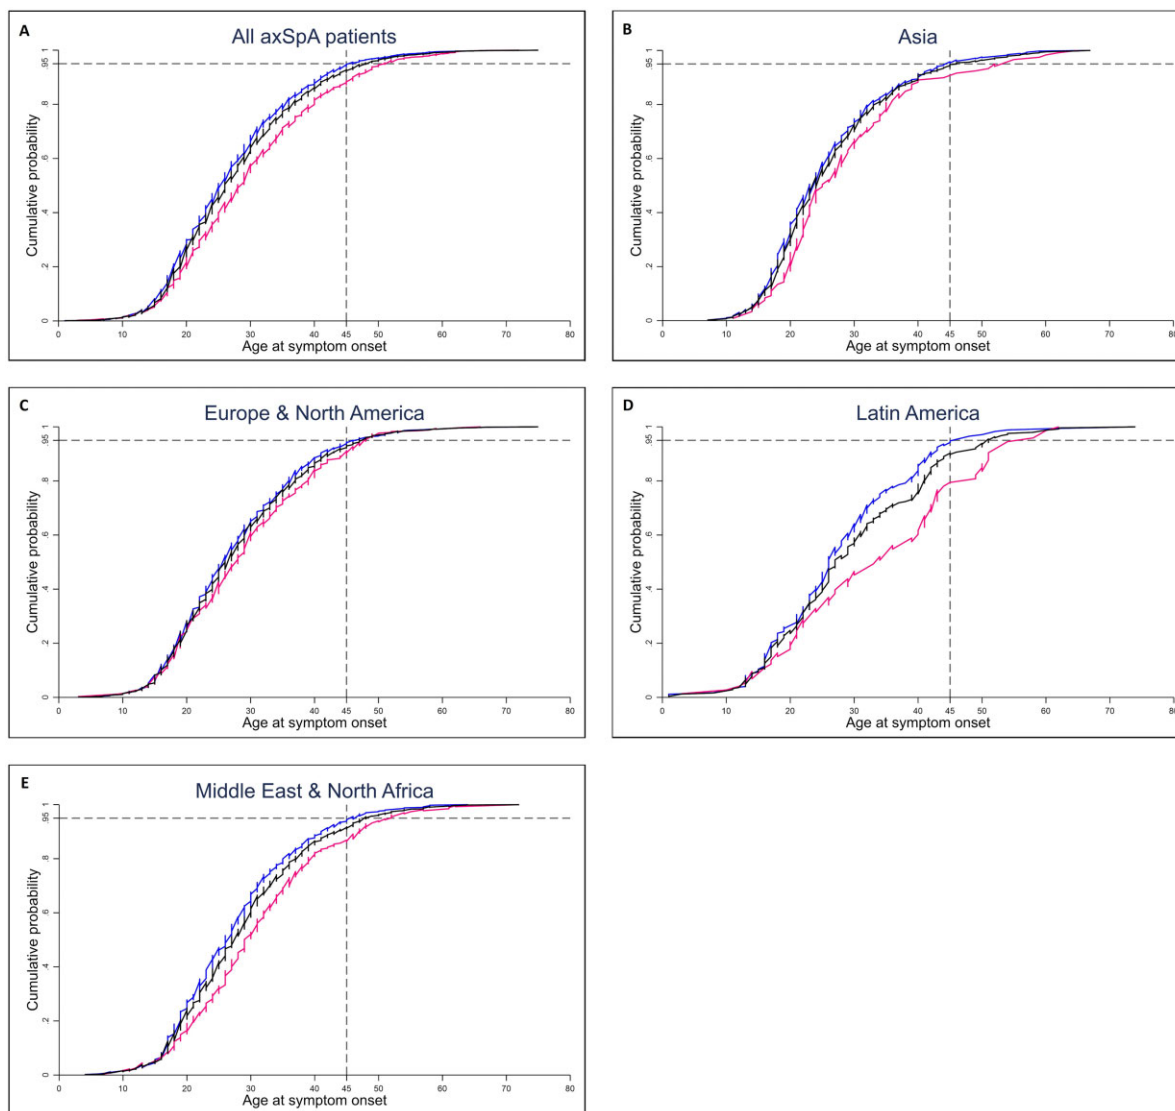 A
All axSpA patients
Cumulative probability
0 .2 .4 .6 .8 .95 1
0 10 20 30 40 45 50 60 70 80
Age at symptom onset
B
Asia
Cumulative probability
0 .2 .4 .6 .8 .95 1
0 10 20 30 40 45 50 60 70 80
Age at symptom onset
C
Europe & North America
Cumulative probability
0 .2 .4 .6 .8 .95 1
0 10 20 30 40 45 50 60 70 80
Age at symptom onset
D
Latin America
Cumulative probability
0 .2 .4 .6 .8 .95 1
0 10 20 30 40 45 50 60 70 80
Age at symptom onset
E
Middle East & North Africa
Cumulative probability
0 .2 .4 .6 .8 .95 1
0 10 20 30 40 45 50 60 70 80
Age at symptom onset